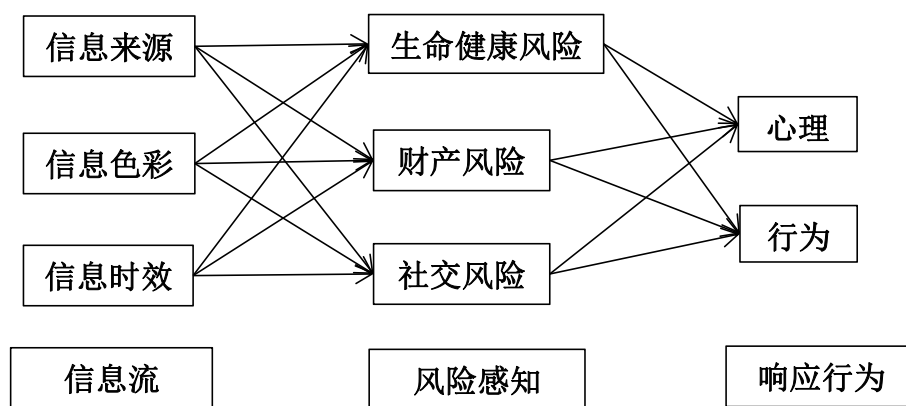 信息来源
生命健康风险
心理
信息色彩
财产风险
行为
信息时效
社交风险
信息流
风险感知
响应行为